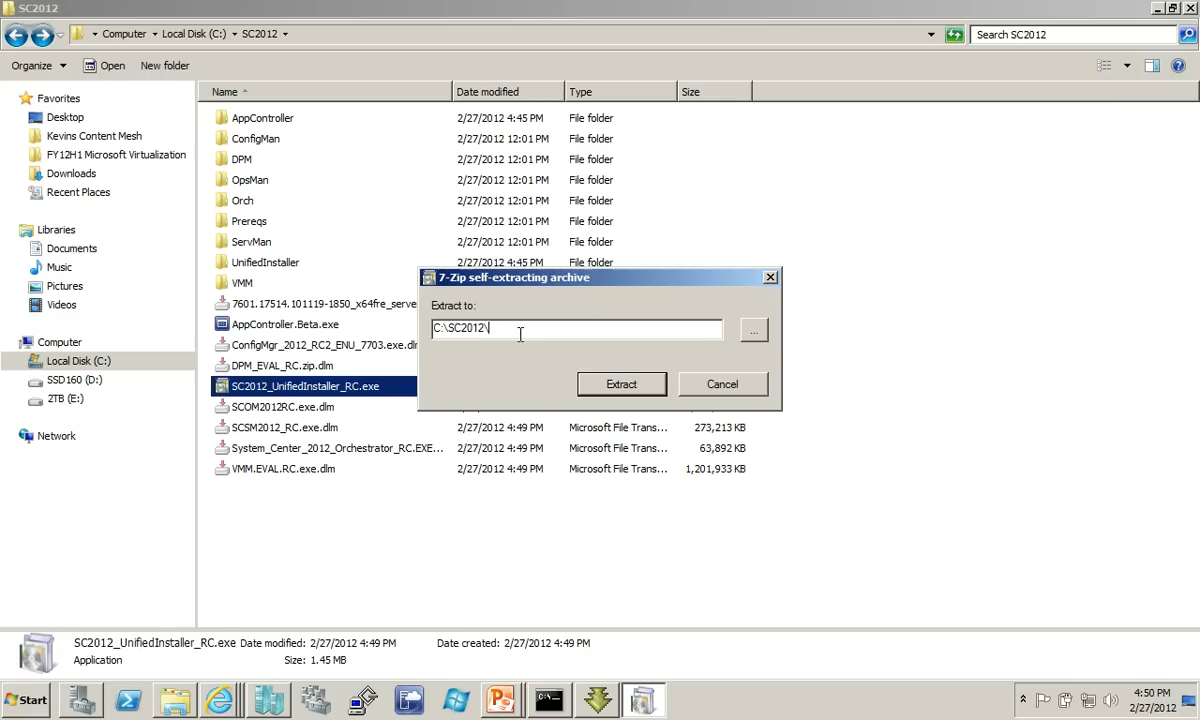 SC2012
Computer Local Disk (C:) SC2012
Search SC2012
Organize Open New folder
Name Date modified Type Size
Favorites
Desktop
Kevins Content Mesh
FY12H1 Microsoft Virtualization
Downloads
Recent Places
Libraries
Documents
Music
Pictures
Videos
Computer
Local Disk (C:)
SSD160 (D:)
2TB (E:)
Network
AppController 2/27/2012 4:45 PM File folder
ConfigMan 2/27/2012 12:01 PM File folder
DPM 2/27/2012 12:01 PM File folder
OpsMan 2/27/2012 12:01 PM File folder
Orch 2/27/2012 12:01 PM File folder
Prereqs 2/27/2012 12:01 PM File folder
ServMan 2/27/2012 12:01 PM File folder
UnifiedInstaller 2/27/2012 4:45 PM File folder
VMM
7601.17514.101119-1850_x64fre_serve
AppController.Beta.exe
ConfigMgr_2012_RC2_ENU_7703.exe.dlm
DPM_EVAL_RC.zip.dlm
SC2012_UnifiedInstaller_RC.exe
SCOM2012RC.exe.dlm
SCSM2012_RC.exe.dlm 2/27/2012 4:49 PM Microsoft File Trans... 273,213 KB
System_Center_2012_Orchestrator_RC.EXE... 2/27/2012 4:49 PM Microsoft File Trans... 63,892 KB
VMM.EVAL.RC.exe.dlm 2/27/2012 4:49 PM Microsoft File Trans... 1,201,933 KB
7-Zip self-extracting archive
Extract to:
C:\SC2012\
...
Extract Cancel
SC2012_UnifiedInstaller_RC.exe Date modified: 2/27/2012 4:49 PM Date created: 2/27/2012 4:49 PM
Application Size: 1.45 MB
Start
4:50 PM
2/27/2012